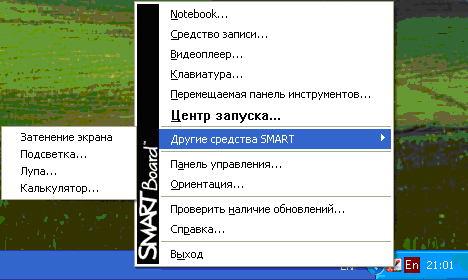 Notebook...
Средство записи...
Видеоплеер...
Клавиатура...
Перемещаемая панель инструментов...
Центр запуска...
Другие средства SMART
Затенение экрана
Подсветка...
Лупа...
Калькулятор...
Панель управления...
Ориентация...
Проверить наличие обновлений...
Справка...
Выход
SMART Board™
EN
En
21:01